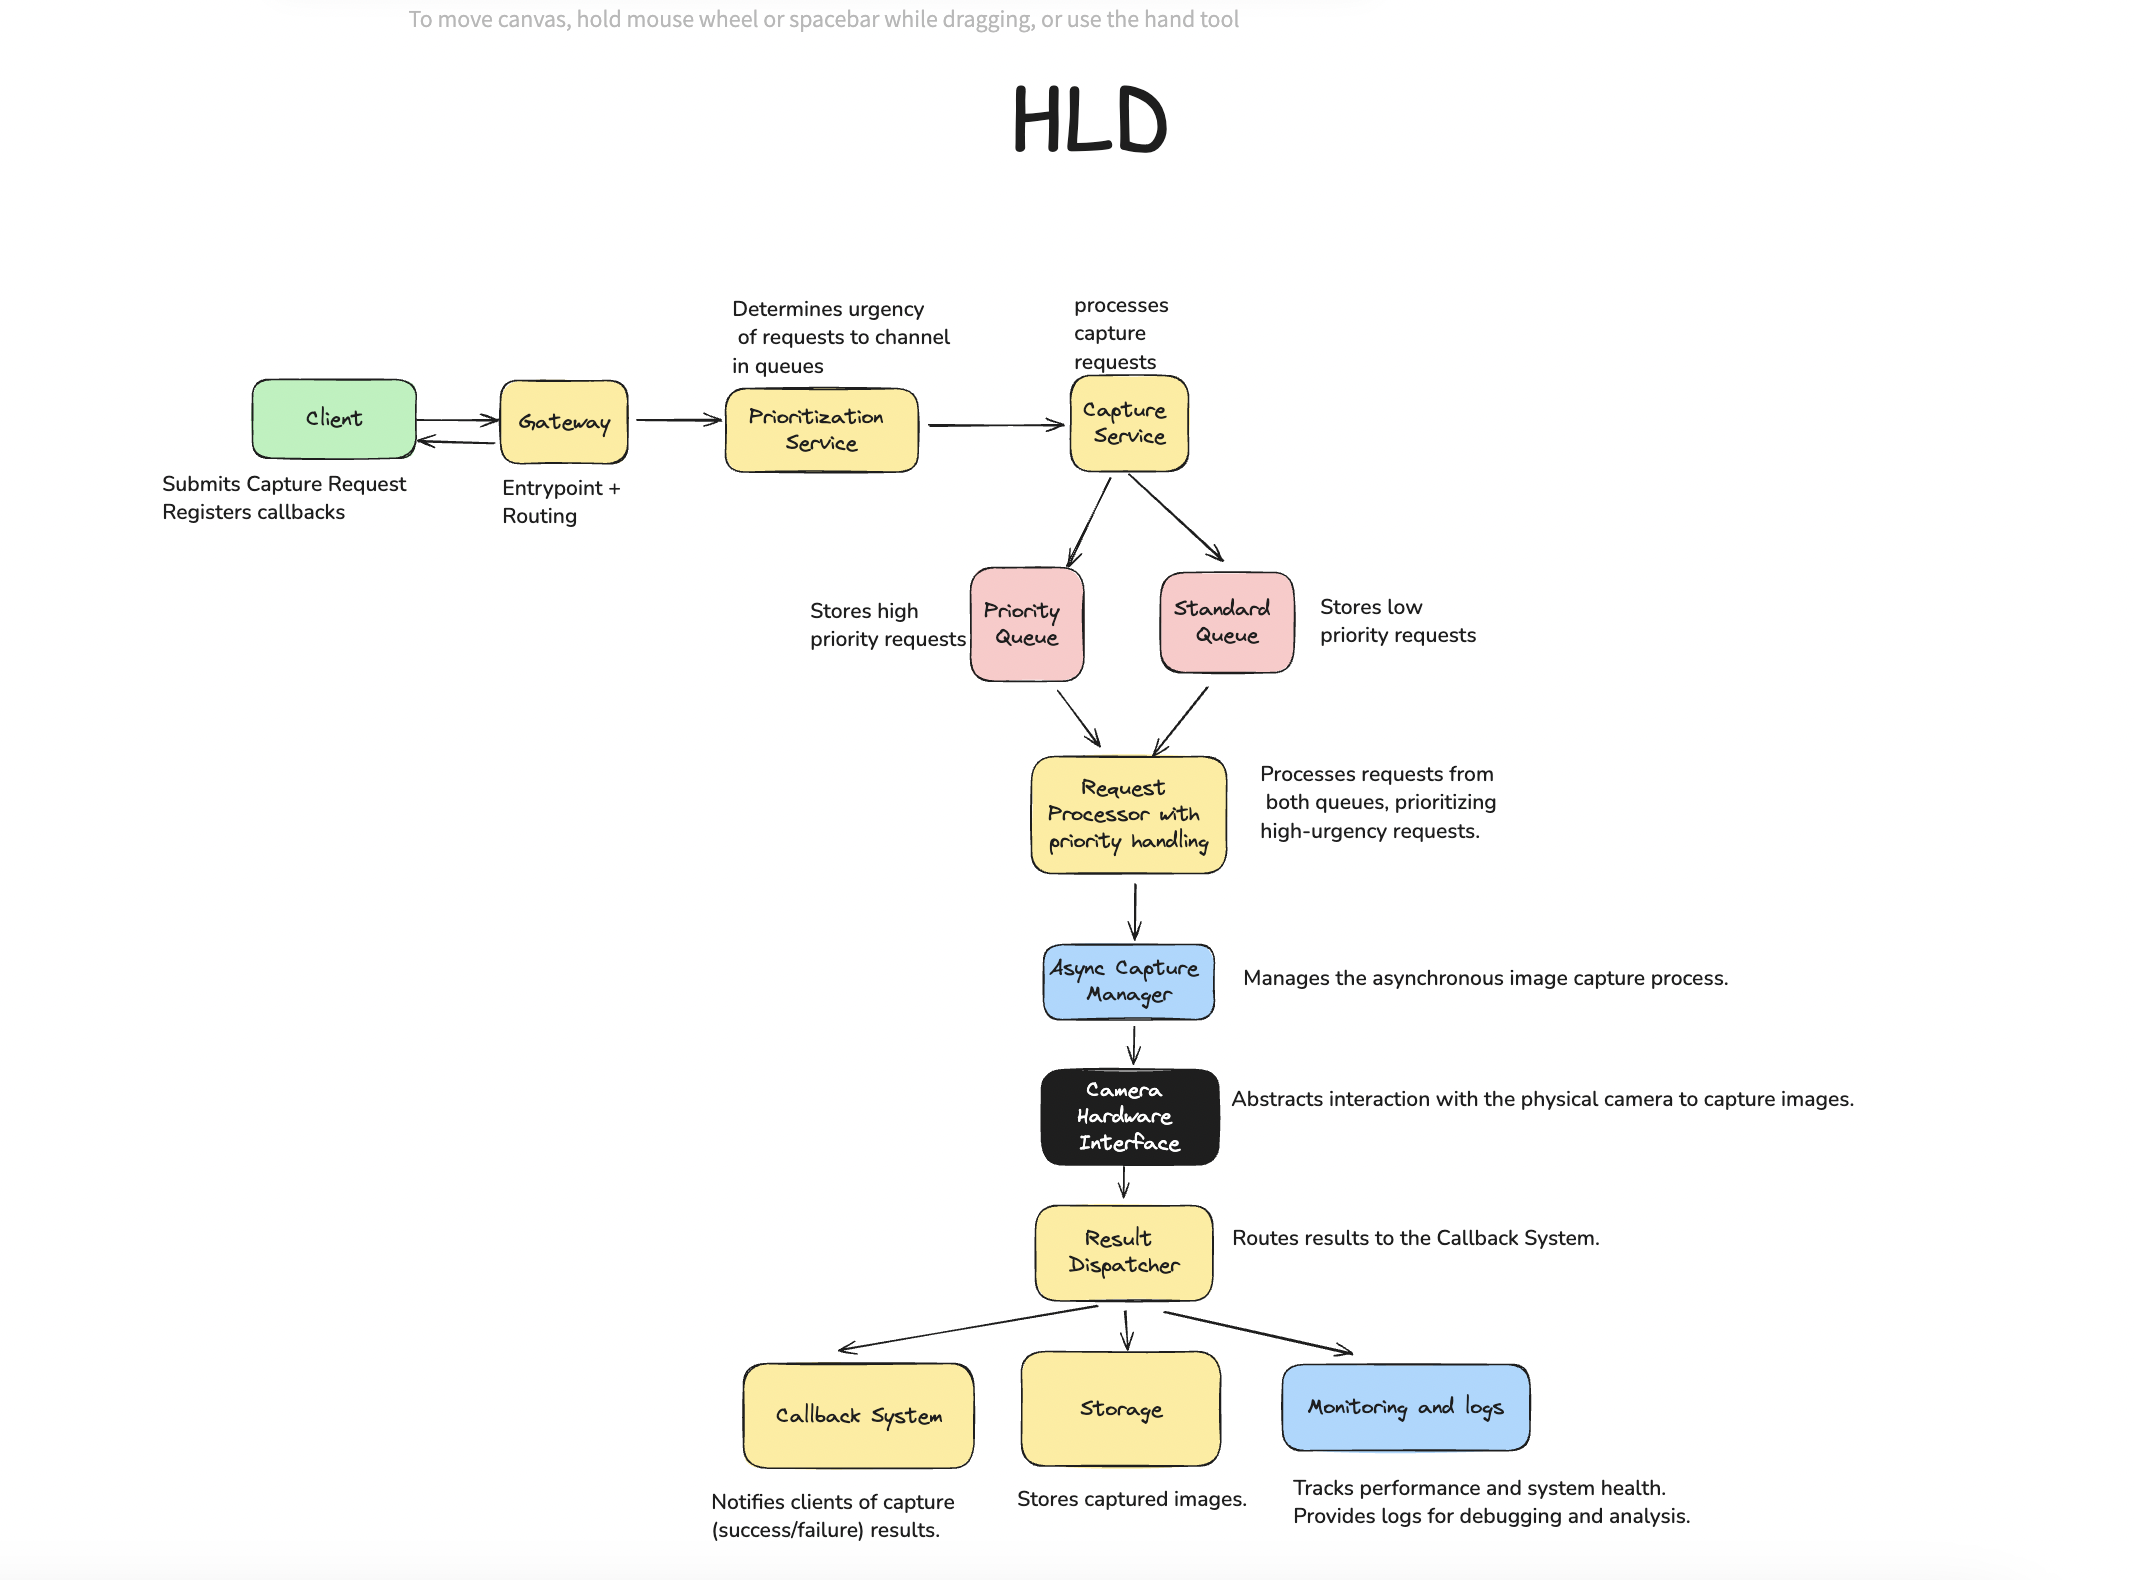 To move canvas, hold mouse wheel or spacebar while dragging, or use the hand tool
HLD
Determines urgency
of requests to channel
in queues
processes
capture
requests
Client
Gateway
Prioritization
Service
Capture
Service
Submits Capture Request
Registers callbacks
Entrypoint +
Routing
Stores high
priority requests
Priority
Queue
Standard
Queue
Stores low
priority requests
Request
Processor with
priority handling
Processes requests from
both queues, prioritizing
high-urgency requests.
Async Capture
Manager
Manages the asynchronous image capture process.
Camera
Hardware
Interface
Abstracts interaction with the physical camera to capture images.
Result
Dispatcher
Routes results to the Callback System.
Callback System
Storage
Monitoring and logs
Notifies clients of capture
(success/failure) results.
Stores captured images.
Tracks performance and system health.
Provides logs for debugging and analysis.